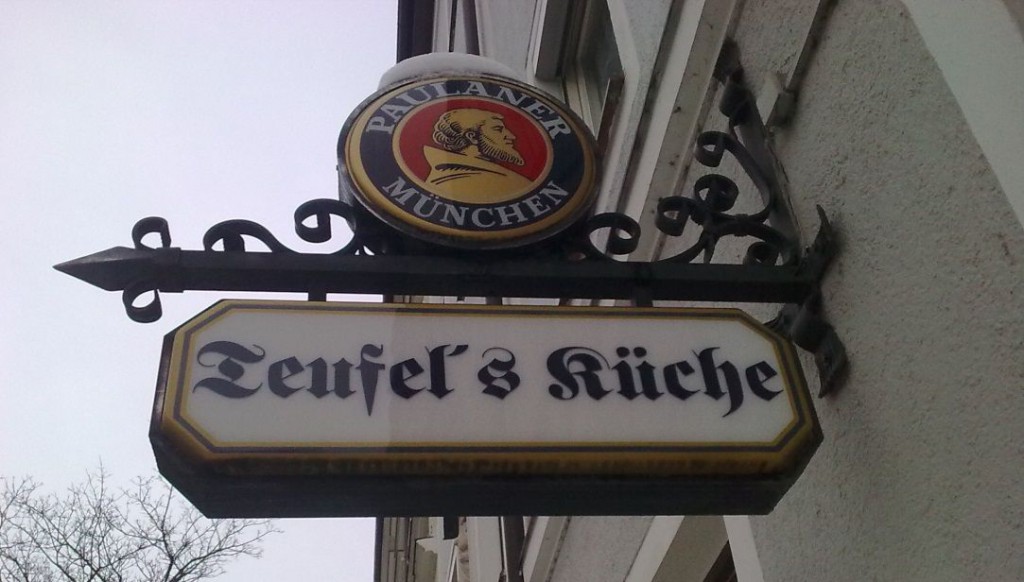 PAULANER
MÜNCHEN
Teufel´s Küche